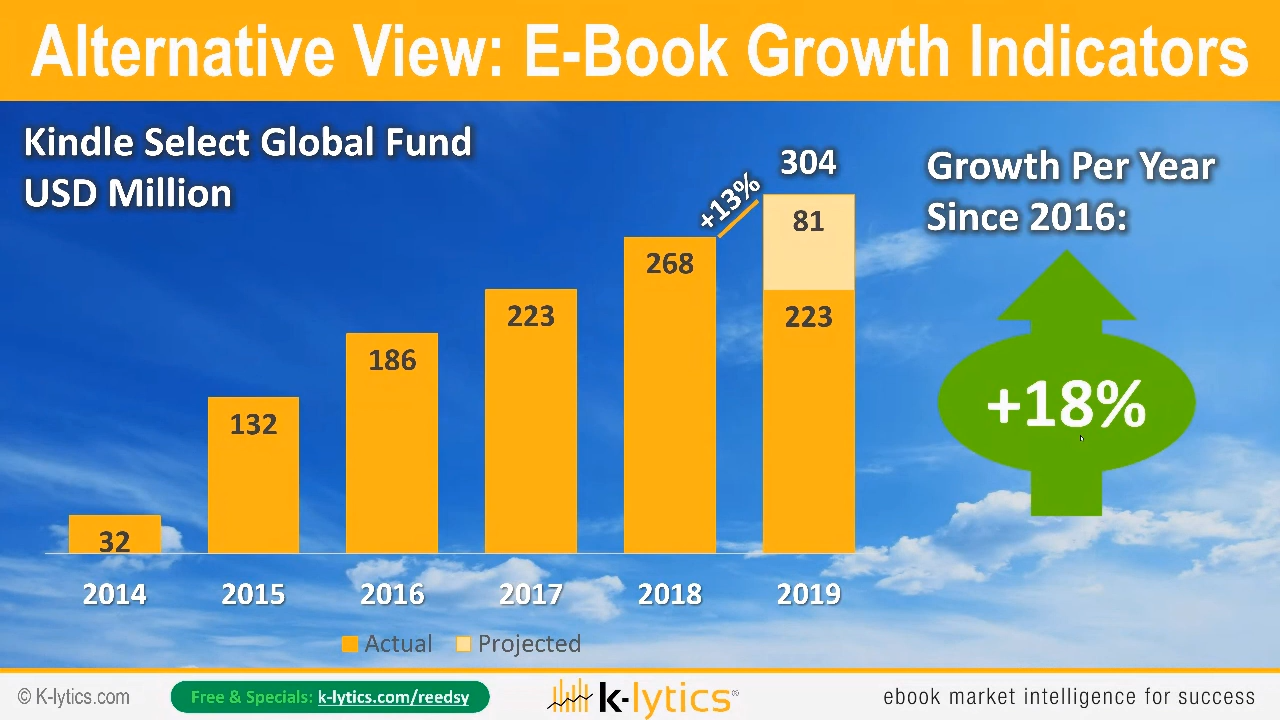 Alternative View: E-Book Growth Indicators
Kindle Select Global Fund
USD Million
Growth Per Year
Since 2016:
+18%
304
+13%
81
268
223
223
186
132
32
2014 2015 2016 2017 2018 2019
Actual Projected
© K-lytics.com
Free & Specials: k-lytics.com/reedsy
k-lytics®
ebook market intelligence for success